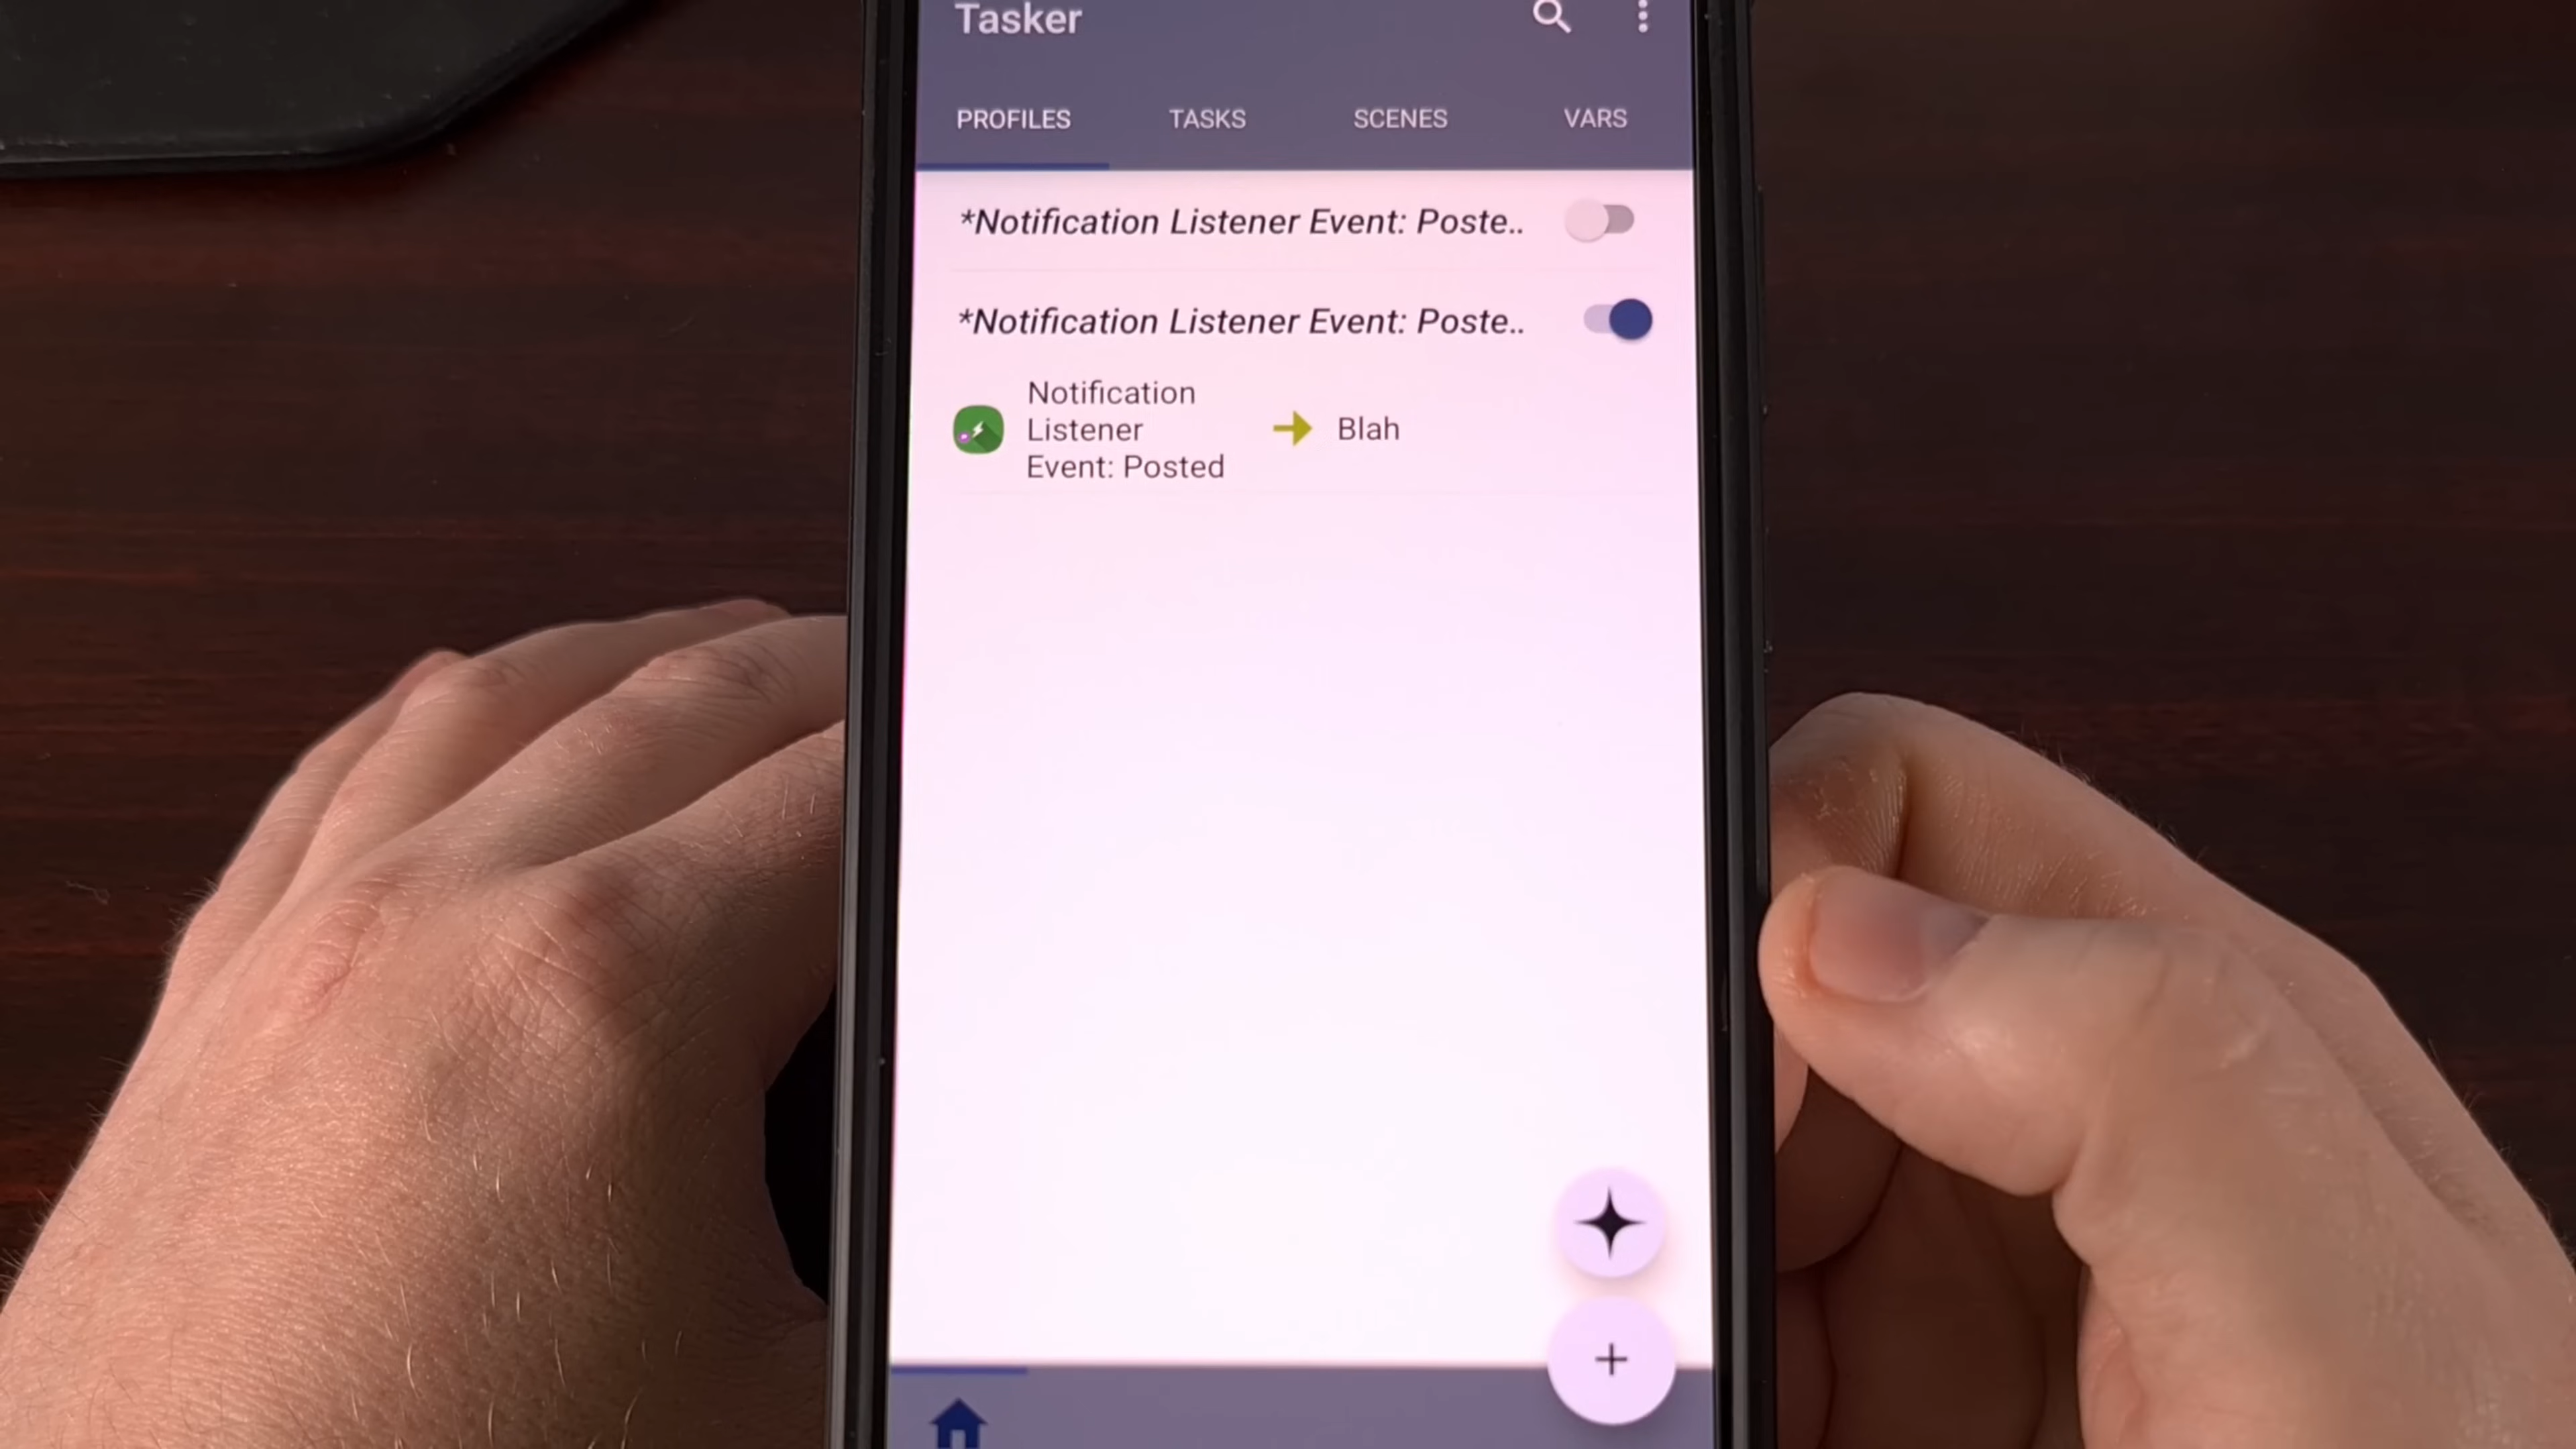 Tasker
PROFILES TASKS SCENES VARS
*Notification Listener Event: Poste..
*Notification Listener Event: Poste..
Notification
Listener
Event: Posted
Blah